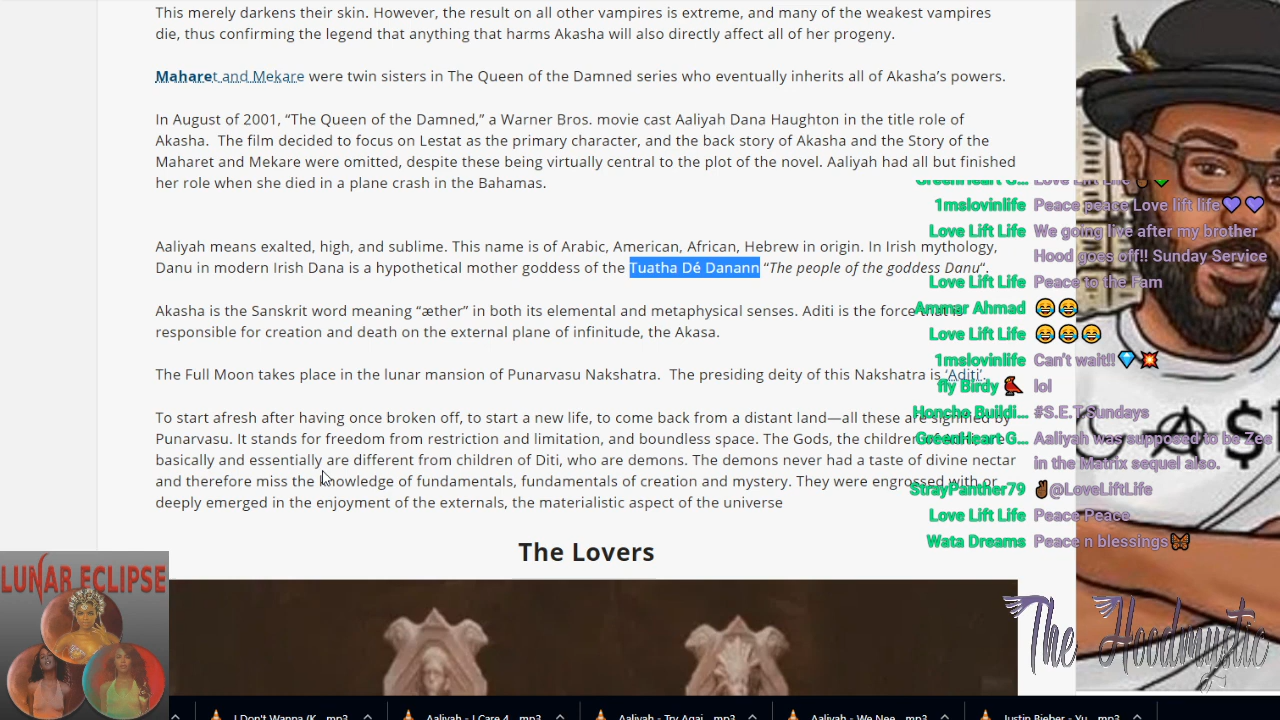 This merely darkens their skin. However, the result on all other vampires is extreme, and many of the weakest vampires
die, thus confirming the legend that anything that harms Akasha will also directly affect all of her progeny.
Maharet and Mekare were twin sisters in The Queen of the Damned series who eventually inherits all of Akasha's powers.
In August of 2001, “The Queen of the Damned,” a Warner Bros. movie cast Aaliyah Dana Haughton in the title role of
Akasha. The film decided to focus on Lestat as the primary character, and the back story of Akasha and the Story of the
Maharet and Mekare were omitted, despite these being virtually central to the plot of the novel. Aaliyah had all but finished
her role when she died in a plane crash in the Bahamas.
Aaliyah means exalted, high, and sublime. This name is of Arabic, American, African, Hebrew in origin. In Irish mythology,
Danu in modern Irish Dana is a hypothetical mother goddess of the Tuatha Dé Danann “The people of the goddess Danu“.
Akasha is the Sanskrit word meaning “æther” in both its elemental and metaphysical senses. Aditi is the force that is
responsible for creation and death on the external plane of infinitude, the Akasa.
The Full Moon takes place in the lunar mansion of Punarvasu Nakshatra. The presiding deity of this Nakshatra is ‘Aditi’.
To start afresh after having once broken off, to start a new life, to come back from a distant land—all these are signified by
Punarvasu. It stands for freedom from restriction and limitation, and boundless space. The Gods, the children
basically and essentially are different from children of Diti, who are demons. The demons never had a taste of divine nectar
and therefore miss the knowledge of fundamentals, fundamentals of creation and mystery. They were engrossed with or
deeply emerged in the enjoyment of the externals, the materialistic aspect of the universe
The Lovers
GreenHeart G... Love Lift Life
1mslovinlife Peace peace Love lift life💜💜
Love Lift Life We going live after my brother
Hood goes off!! Sunday Service
Love Lift Life Peace to the Fam
Ammar Ahmad 😂😂
Love Lift Life 😂😂😂
1mslovinlife Can't wait!!💎💥
fly Birdy lol
Honcho Buildi... #S.E.T.Sundays
GreenHeart G... Aaliyah was supposed to be Zee
in the Matrix sequel also.
StrayPanther79 ✌🏾@LoveLiftLife
Love Lift Life Peace Peace
Wata Dreams Peace n blessings🦋
LUNAR ECLIPSE
The Hoodmystic
I Don't Wanna (K....mp3
Aaliyah - I Care 4....mp3
Aaliyah - Try Agai....mp3
Aaliyah - We Nee....mp3
Justin Bieber - Yu....mp3